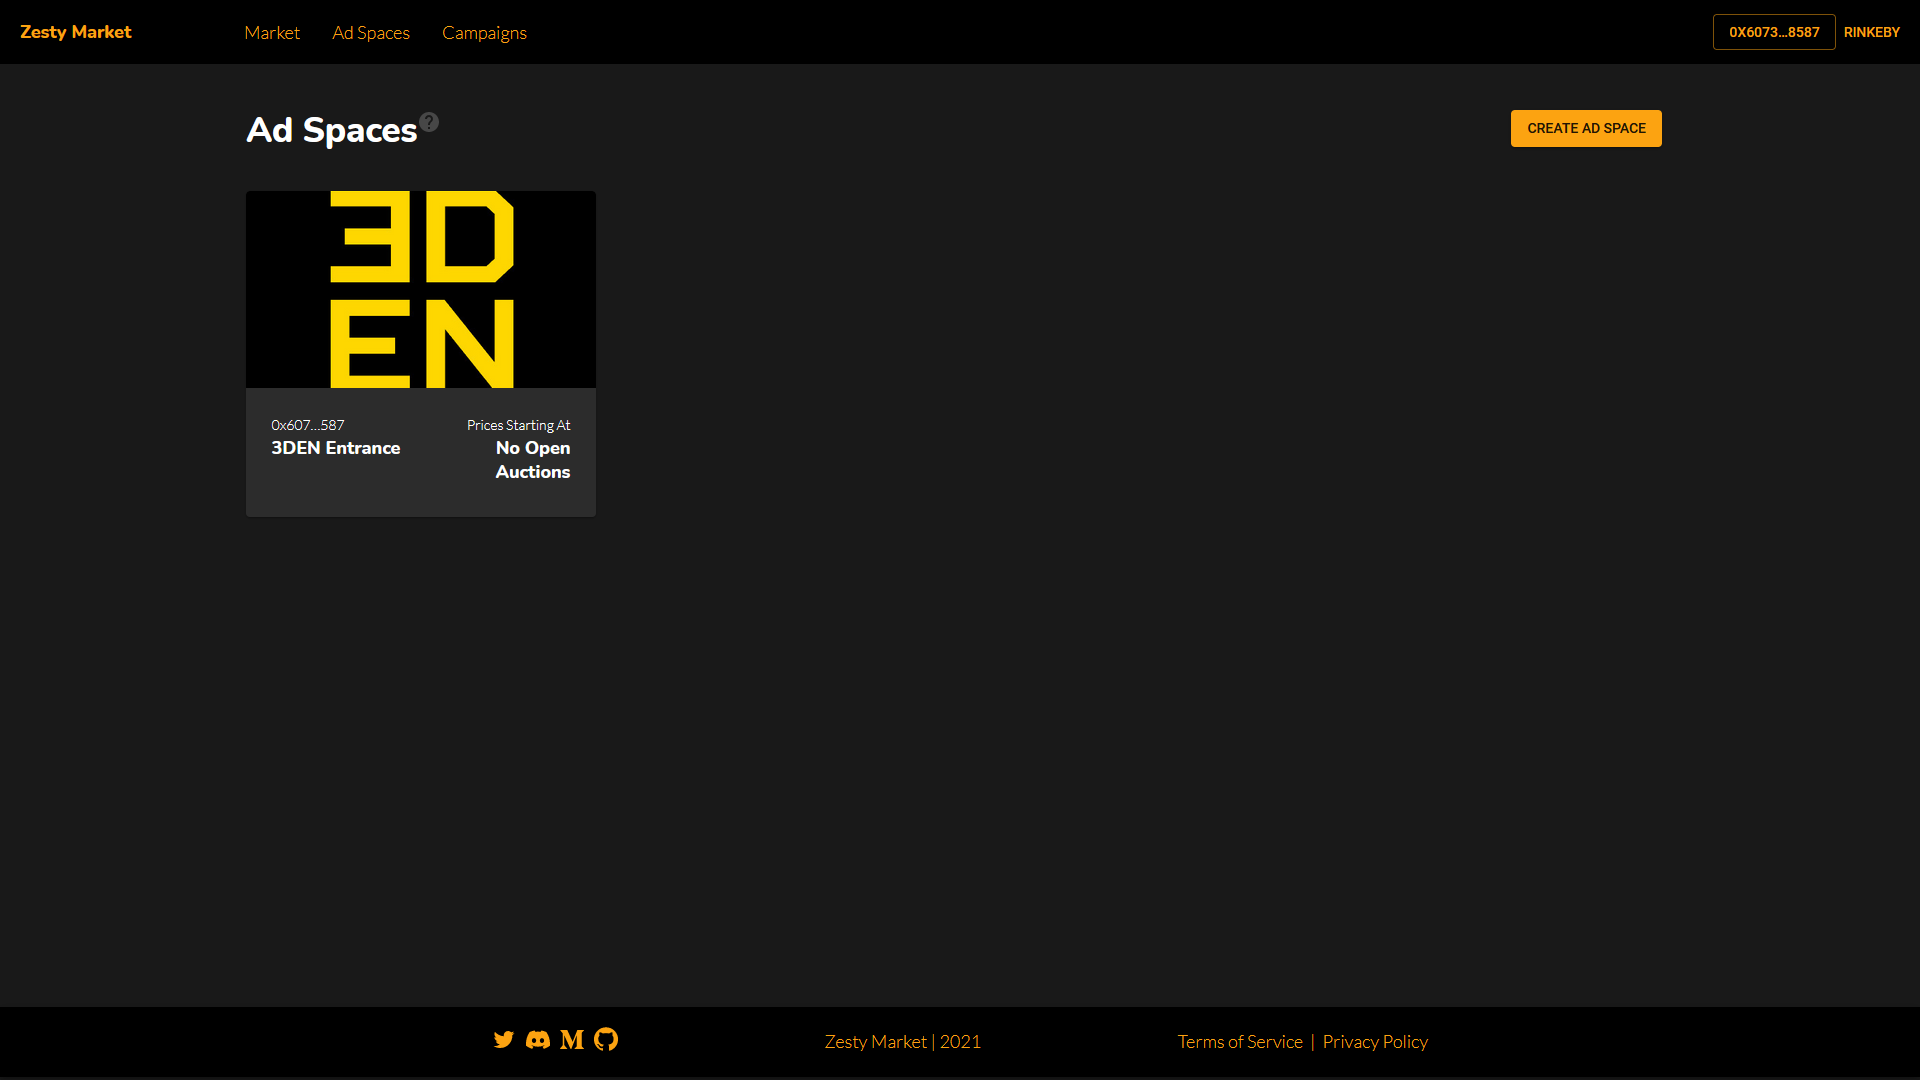 Zesty Market
Market
Ad Spaces
Campaigns
0X6073...8587
RINKEBY
Ad Spaces
?
CREATE AD SPACE
3D
EN
0x607...587
3DEN Entrance
Prices Starting At
No Open
Auctions
Zesty Market | 2021
Terms of Service | Privacy Policy